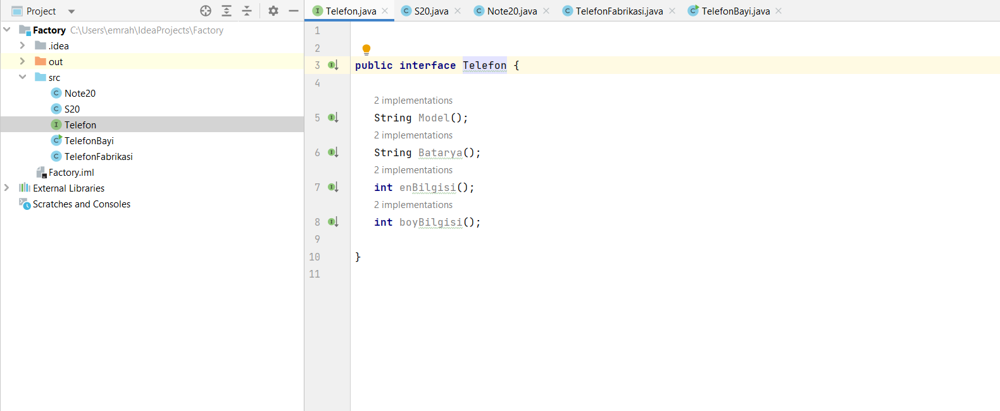 Project
Factory C:\Users\emrah\IdeaProjects\Factory
.idea
out
src
Note20
S20
Telefon
TelefonBayi
TelefonFabrikasi
Factory.iml
External Libraries
Scratches and Consoles
Telefon.java S20.java Note20.java TelefonFabrikasi.java TelefonBayi.java
1
2
3 public interface Telefon {
4
2 implementations
5 String Model();
2 implementations
6 String Batarya();
2 implementations
7 int enBilgisi();
2 implementations
8 int boyBilgisi();
9
10 }
11